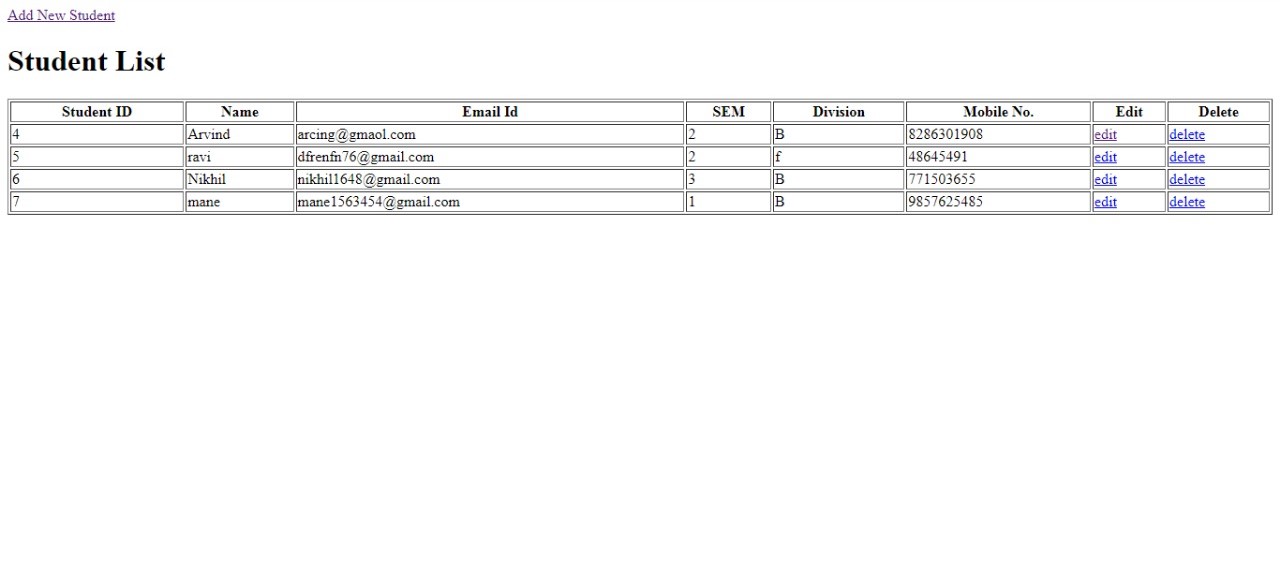 Add New Student
Student List
Student ID Name Email Id SEM Division Mobile No. Edit Delete
4 Arvind arcing@gmaol.com 2 B 8286301908 edit delete
5 ravi dfrenfn76@gmail.com 2 f 48645491 edit delete
6 Nikhil nikhil1648@gmail.com 3 B 771503655 edit delete
7 mane mane1563454@gmail.com 1 B 9857625485 edit delete